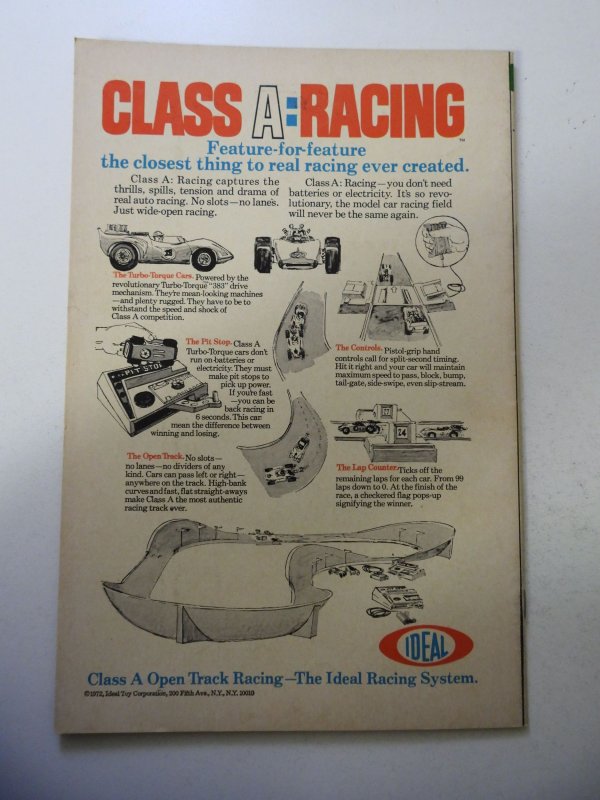 CLASS A: RACING
TM
Feature-for-feature
the closest thing to real racing ever created.
Class A: Racing captures the
thrills, spills, tension and drama of
real auto racing. No slots—no lanes.
Just wide-open racing.
Class A: Racing—you don't need
batteries or electricity. It's so revo-
lutionary, the model car racing field
will never be the same again.
The Turbo-Torque Cars. Powered by the
revolutionary Turbo-Torque "383" drive
mechanism. They're mean-looking machines
—and plenty rugged. They have to be to
withstand the speed and shock of
Class A competition.
The Pit Stop. Class A
Turbo-Torque cars don't
run on batteries or
electricity. They must
make pit stops to
pick up power.
If you're fast
—you can be
back racing in
6 seconds. This can
mean the difference between
winning and losing.
PIT STOP
The Controls. Pistol-grip hand
controls call for split-second timing.
Hit it right and your car will maintain
maximum speed to pass, block, bump,
tail-gate, side-swipe, even slip-stream.
The Open Track. No slots—
no lanes—no dividers of any
kind. Cars can pass left or right—
anywhere on the track. High-bank
curves and fast, flat straight-aways
make Class A the most authentic
racing track ever.
The Lap Counter. Ticks off the
remaining laps for each car. From 99
laps down to 0. At the finish of the
race, a checkered flag pops-up
signifying the winner.
IDEAL
Class A Open Track Racing—The Ideal Racing System.
©1972, Ideal Toy Corporation, 200 Fifth Ave., N.Y., N.Y. 10010